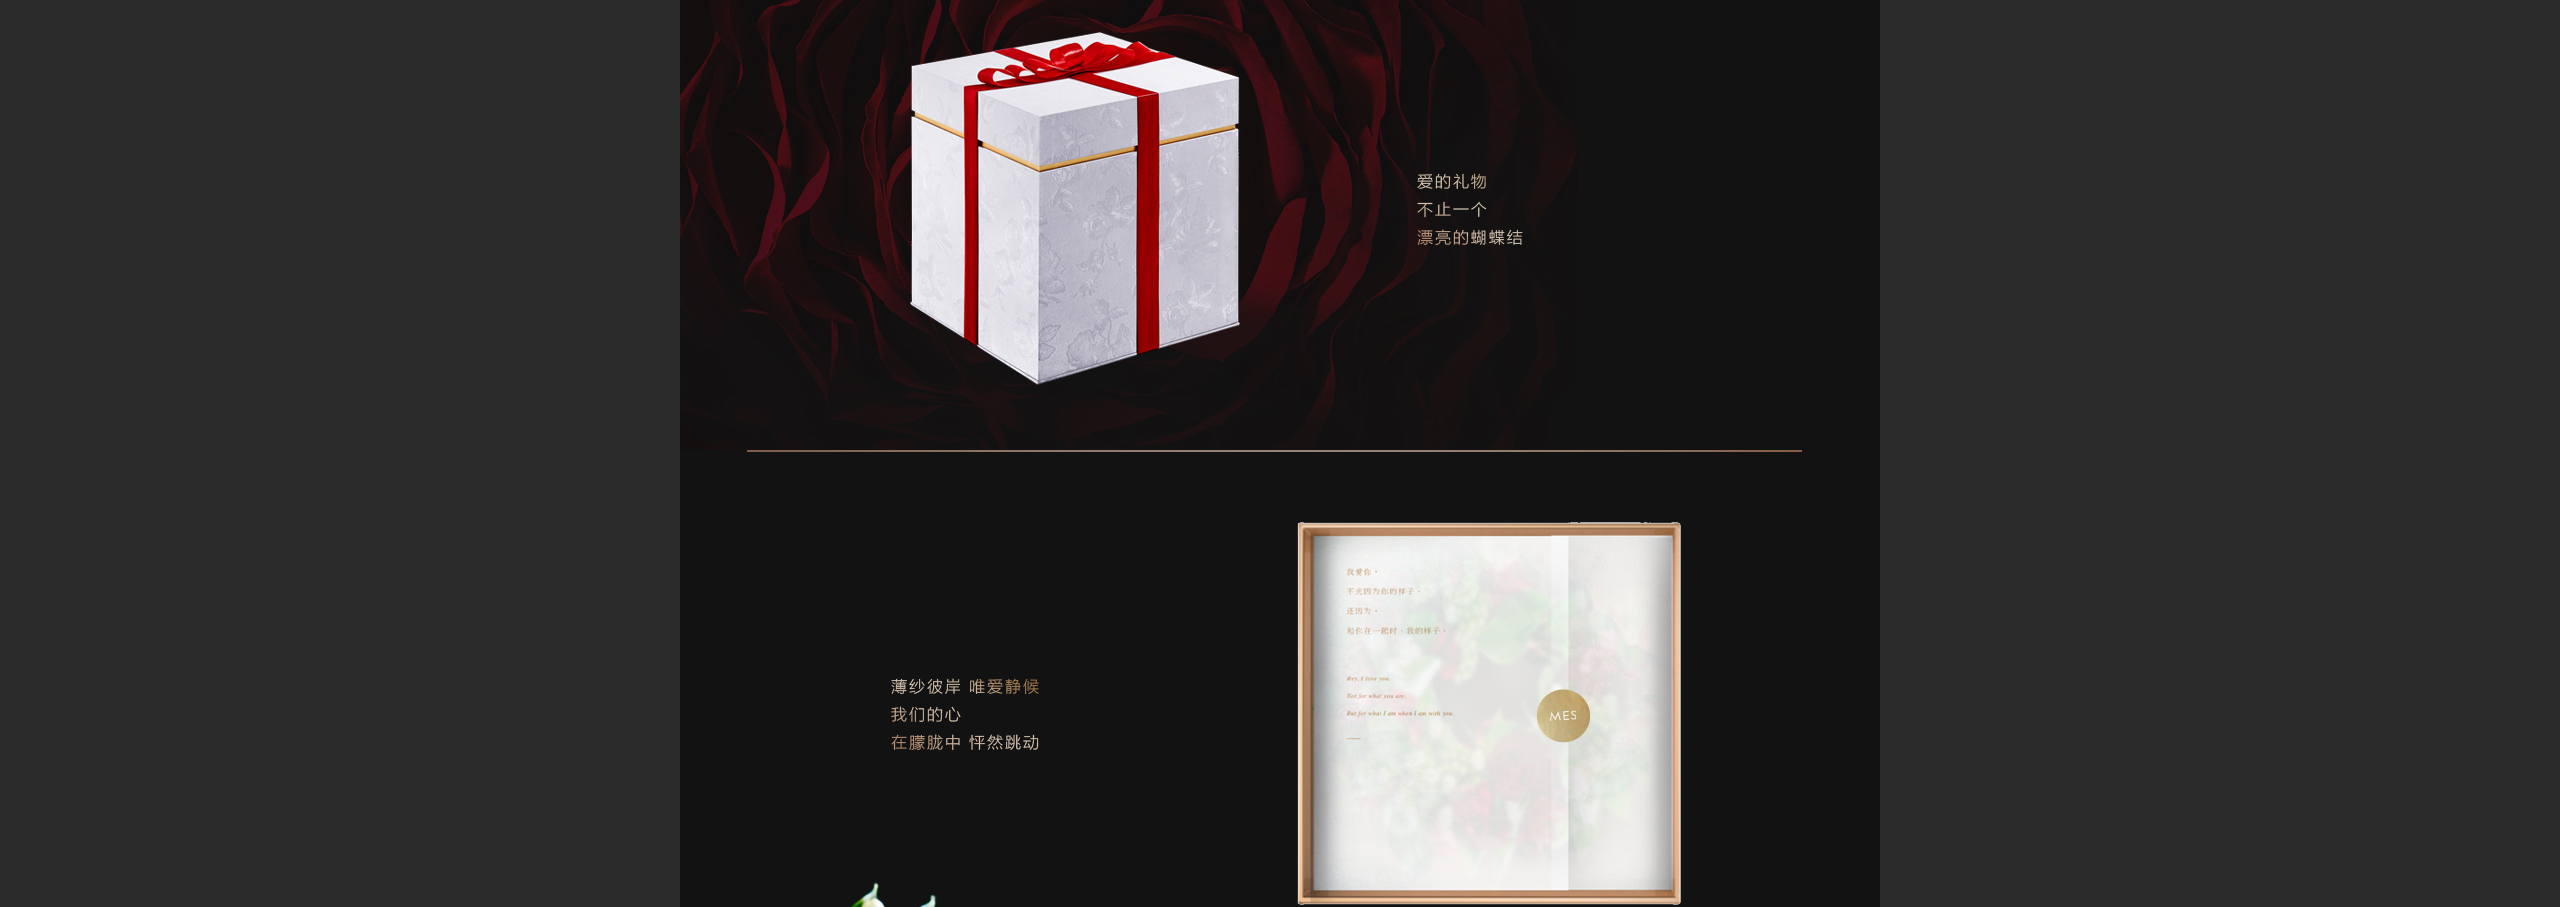 爱的礼物
不止一个
漂亮的蝴蝶结
我愛你，
不光因为你的样子，
还因为，
和你在一起时，我的样子。
Hey, I love you.
Not for what you are.
But for what I am when I am with you.
MES
薄纱彼岸 唯爱静候
我们的心
在朦胧中 怦然跳动